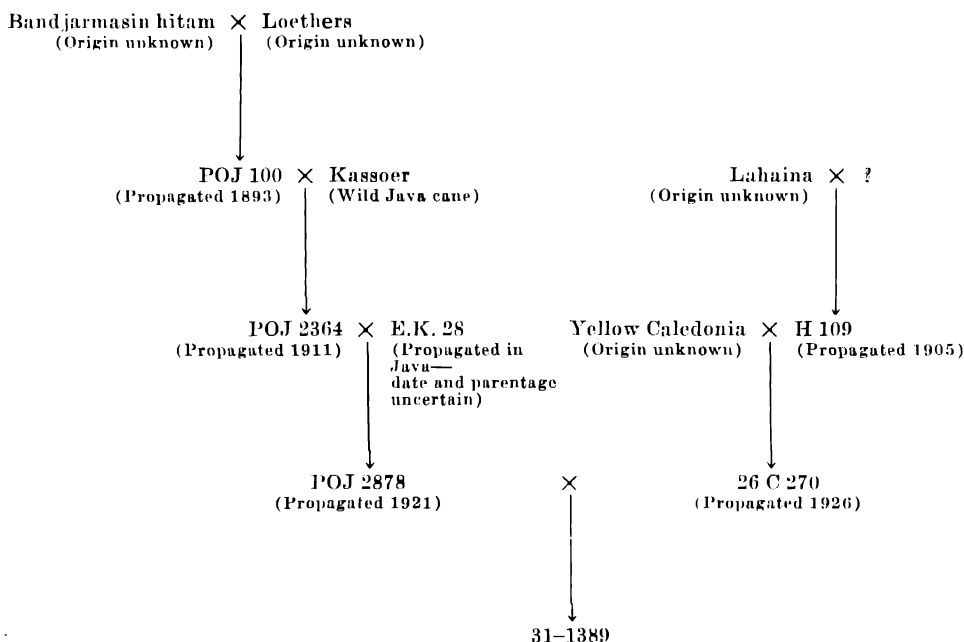 Bandjarmasin hitam × Loethers
(Origin unknown) (Origin unknown)
POJ 100 × Kassoer
(Propagated 1893) (Wild Java cane)
Lahaina × ?
(Origin unknown)
POJ 2364 × E.K. 28
(Propagated 1911) (Propagated in
Java—
date and parentage
uncertain)
Yellow Caledonia × H 109
(Origin unknown) (Propagated 1905)
POJ 2878 × 26 C 270
(Propagated 1921) (Propagated 1926)
31–1389